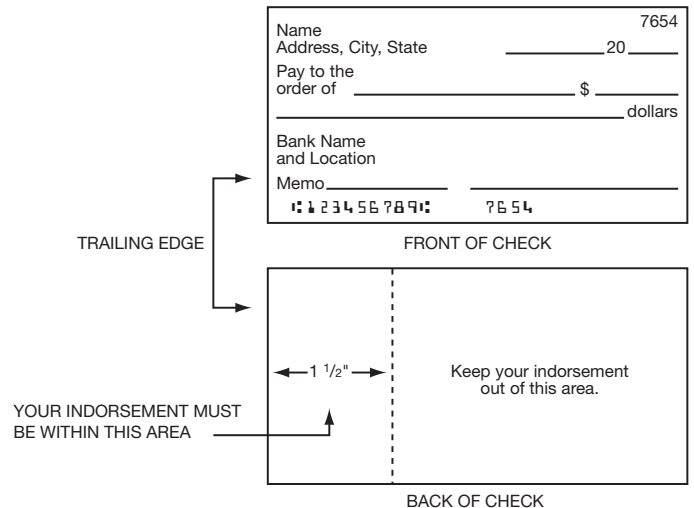 7654
Name
Address, City, State 20
Pay to the
order of $
dollars
Bank Name
and Location
Memo
⑆123456789⑆ 7654
TRAILING EDGE
FRONT OF CHECK
1 1/2"
Keep your indorsement
out of this area.
YOUR INDORSEMENT MUST
BE WITHIN THIS AREA
BACK OF CHECK